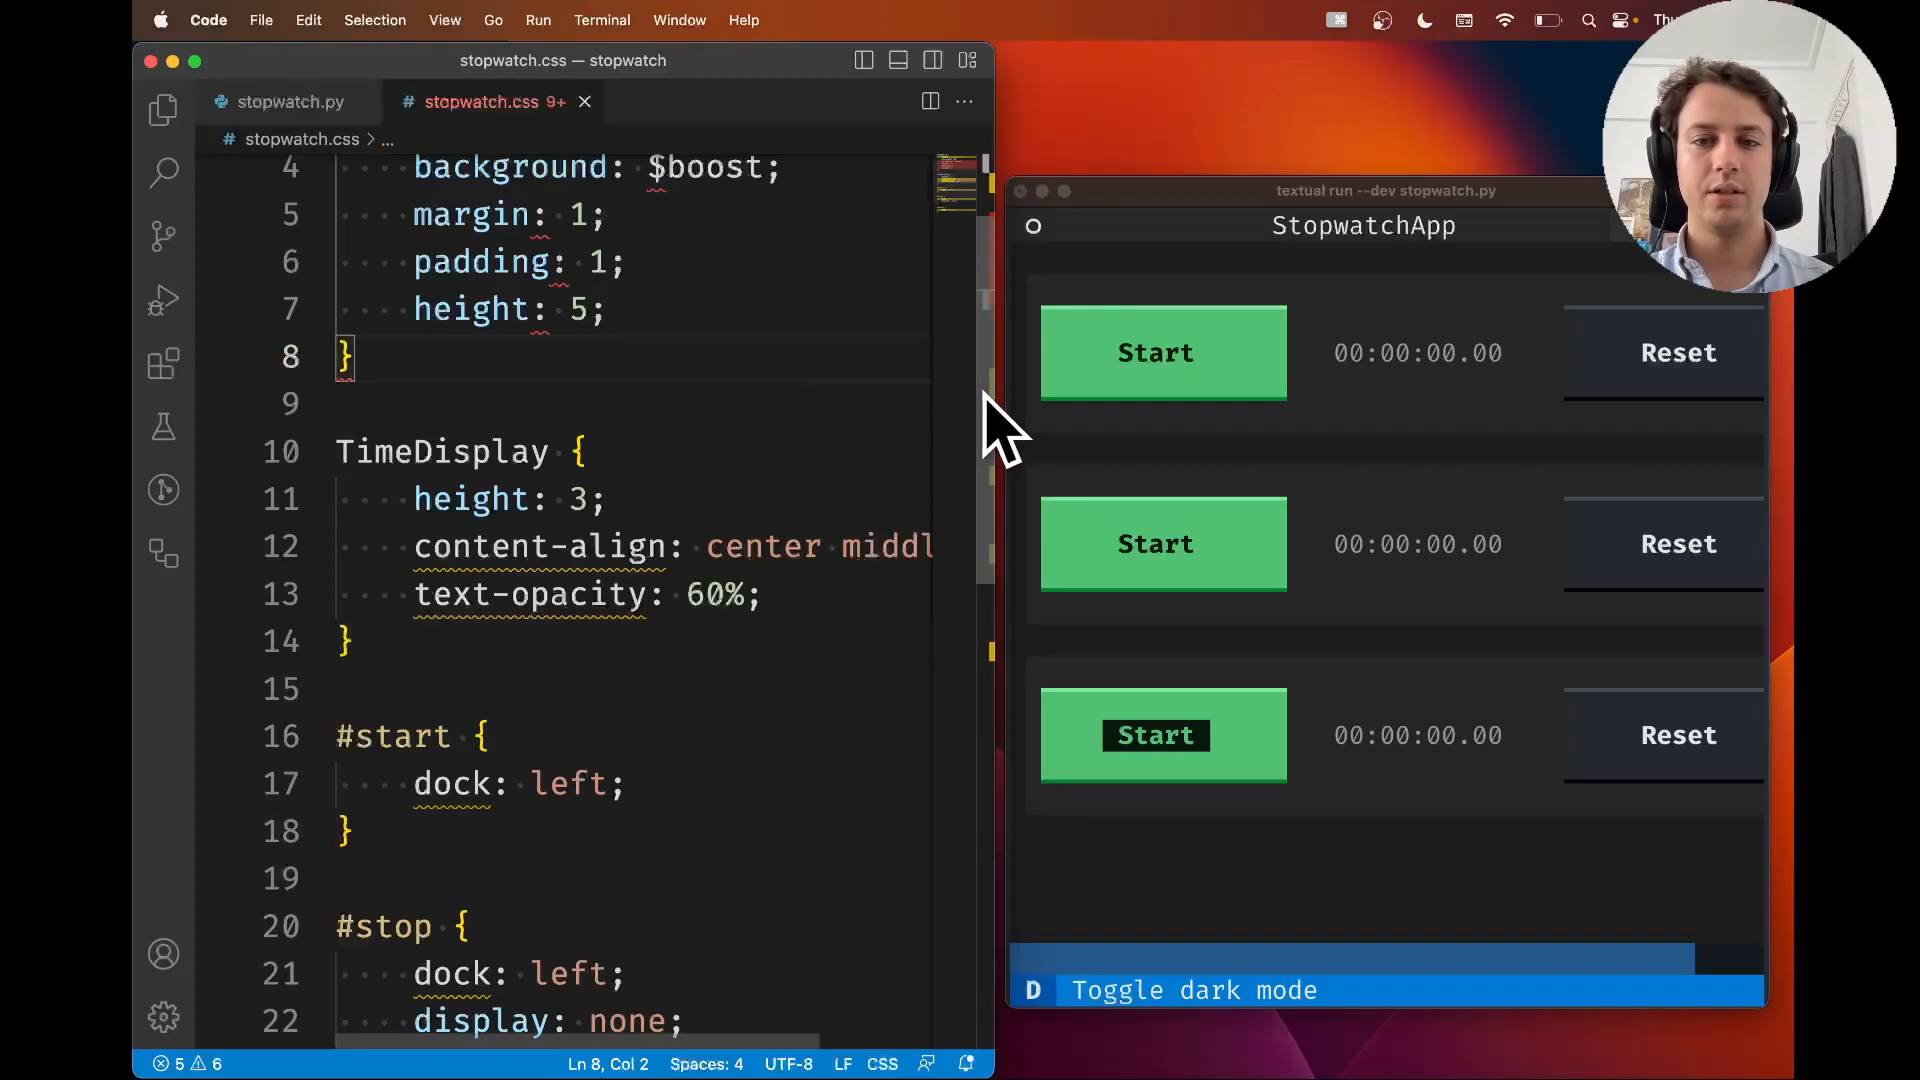 Code File Edit Selection View Go Run Terminal Window Help
stopwatch.css — stopwatch
stopwatch.py
# stopwatch.css 9+
# stopwatch.css > ...
4 background: $boost;
5 margin: 1;
6 padding: 1;
7 height: 5;
8 }
9
10 TimeDisplay {
11 height: 3;
12 content-align: center middl
13 text-opacity: 60%;
14 }
15
16 #start {
17 dock: left;
18 }
19
20 #stop {
21 dock: left;
22 display: none;
5 6 Ln 8, Col 2 Spaces: 4 UTF-8 LF CSS
textual run --dev stopwatch.py
StopwatchApp
Start 00:00:00.00 Reset
Start 00:00:00.00 Reset
Start 00:00:00.00 Reset
D Toggle dark mode